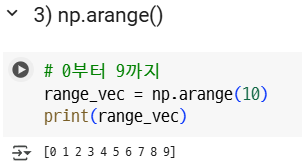 3) np.arange()
# 0부터 9까지
range_vec = np.arange(10)
print(range_vec)
[0 1 2 3 4 5 6 7 8 9]